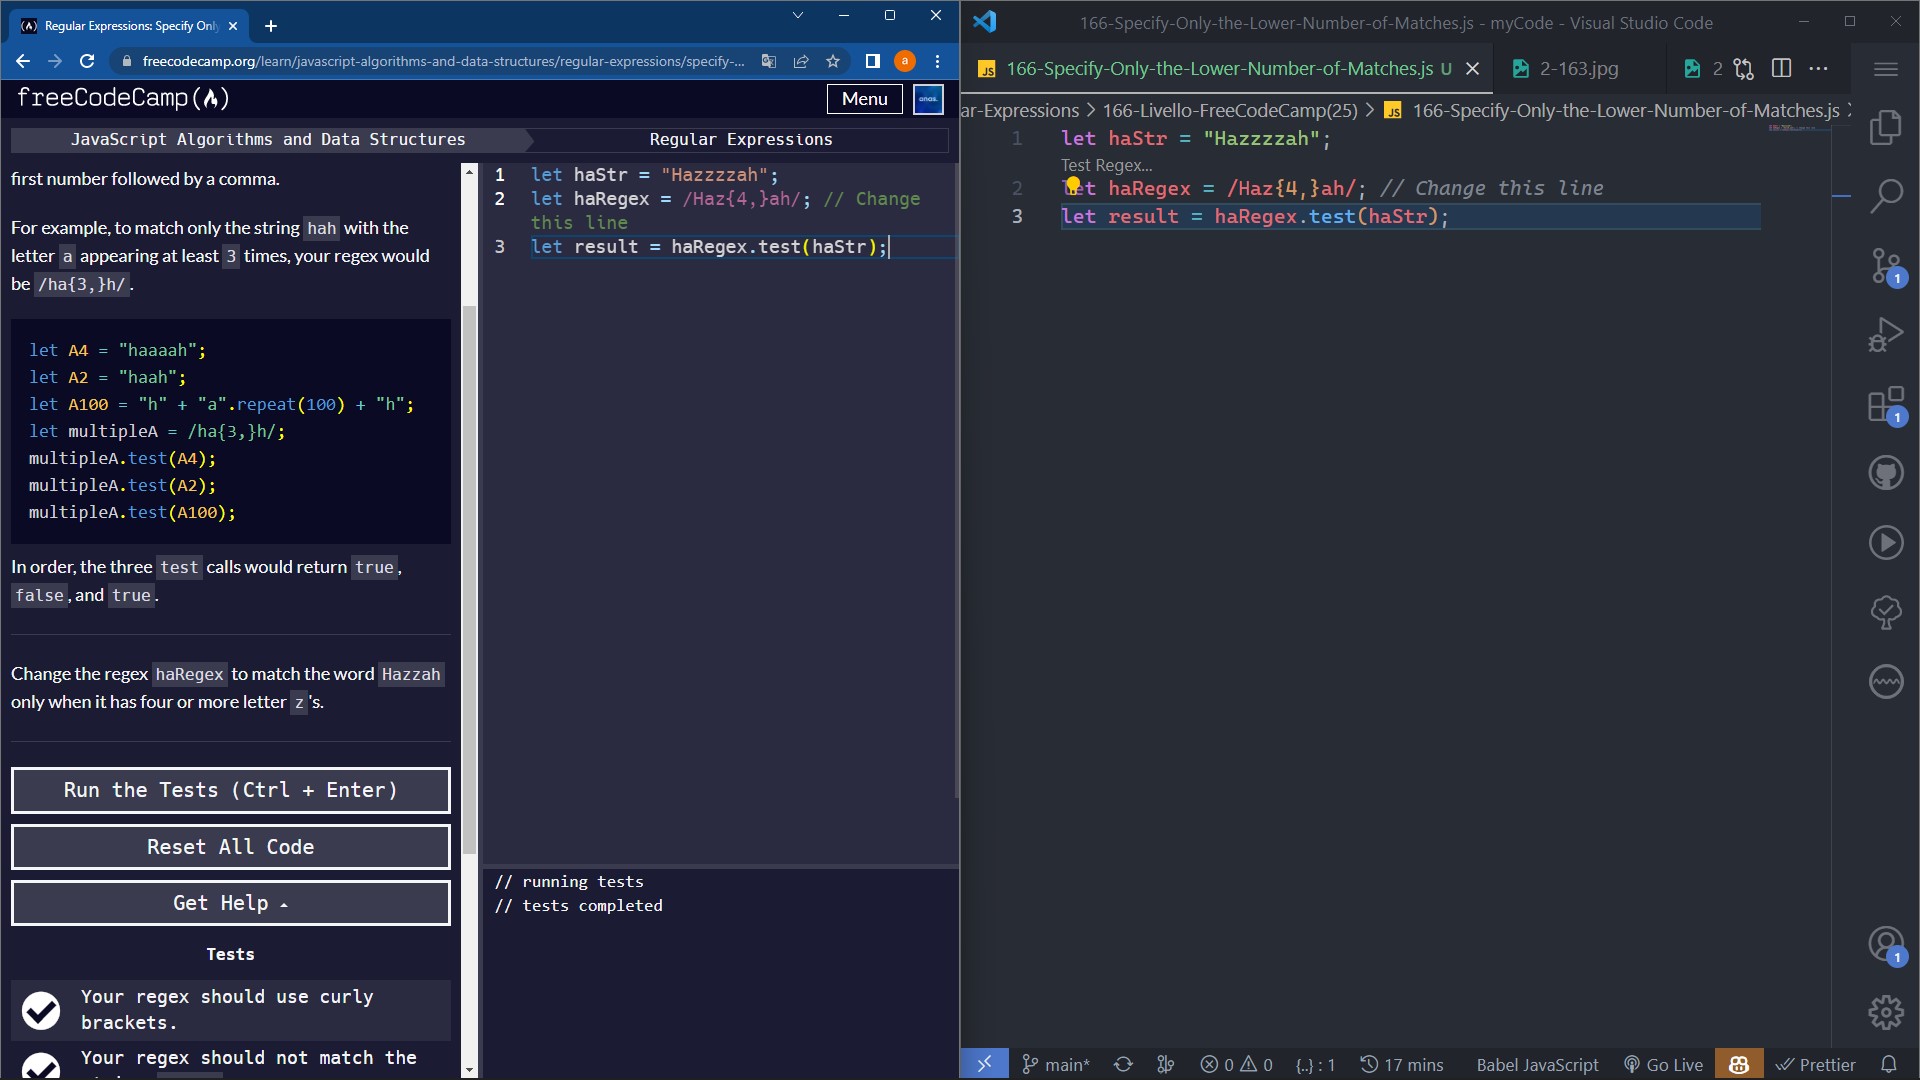 Regular Expressions: Specify Only
freecodecamp.org/learn/javascript-algorithms-and-data-structures/regular-expressions/specify-...
a
freeCodeCamp
Menu
anas.
JavaScript Algorithms and Data Structures
Regular Expressions
first number followed by a comma.
For example, to match only the string hah with the
letter a appearing at least 3 times, your regex would
be /ha{3,}h/.
let A4 = "haaaah";
let A2 = "haah";
let A100 = "h" + "a".repeat(100) + "h";
let multipleA = /ha{3,}h/;
multipleA.test(A4);
multipleA.test(A2);
multipleA.test(A100);
In order, the three test calls would return true,
false, and true.
Change the regex haRegex to match the word Hazzah
only when it has four or more letter z's.
Run the Tests (Ctrl + Enter)
Reset All Code
Get Help
Tests
Your regex should use curly
brackets.
Your regex should not match the
1 let haStr = "Hazzzzah";
2 let haRegex = /Haz{4,}ah/; // Change
this line
3 let result = haRegex.test(haStr);
// running tests
// tests completed
166-Specify-Only-the-Lower-Number-of-Matches.js - myCode - Visual Studio Code
JS 166-Specify-Only-the-Lower-Number-of-Matches.js U
2-163.jpg
2
ar-Expressions > 166-Livello-FreeCodeCamp(25) > JS 166-Specify-Only-the-Lower-Number-of-Matches.js
1 let haStr = "Hazzzzah";
Test Regex...
2 let haRegex = /Haz{4,}ah/; // Change this line
3 let result = haRegex.test(haStr);
1
1
1
main* 0 0 {..} : 1 17 mins Babel JavaScript Go Live Prettier